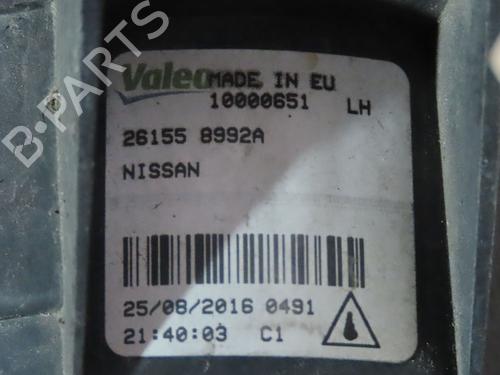 Valeo MADE IN EU
10000651 LH
26155 8992A
NISSAN
25/08/2016 0491
21:40:03 C1
B-PARTS